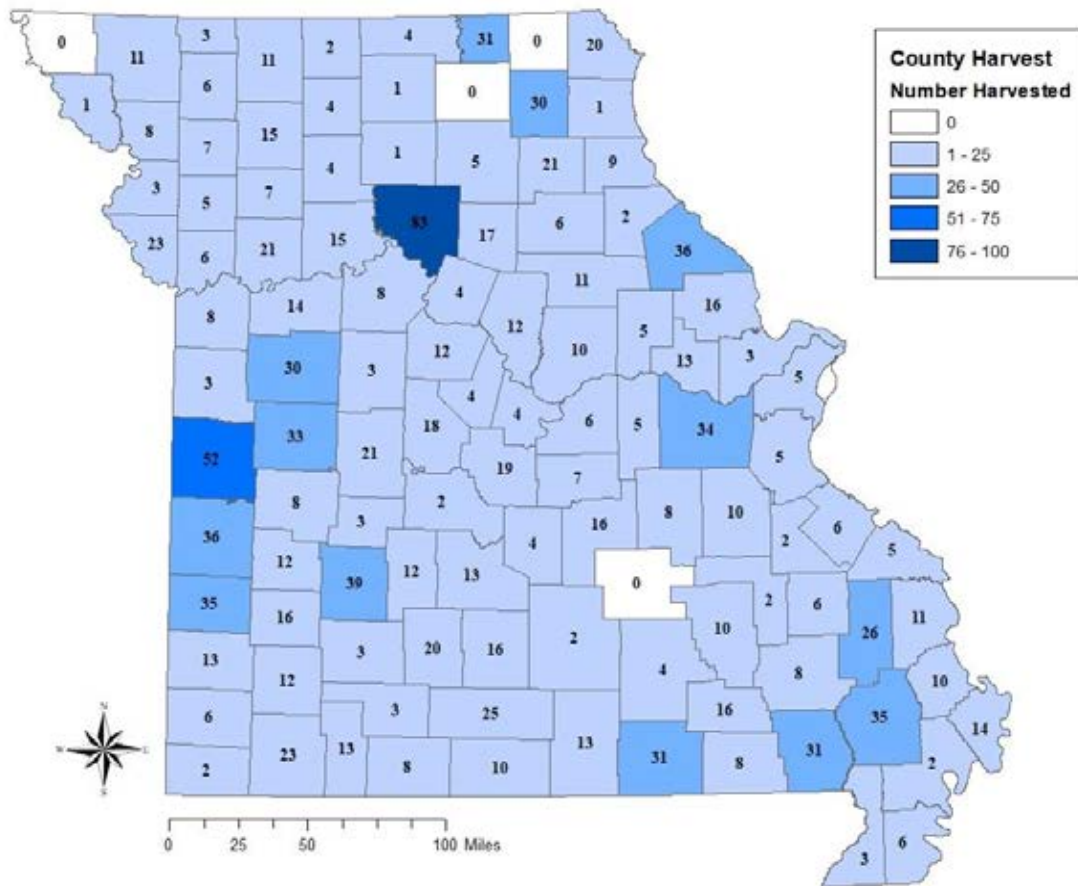 0 11 3 11 2 4 31 0 20
1 8 6 15 4 1 0 30 1
7 4 1 5 21 9
3 5 7
23 6 21 15 83 17 6 2 36
8 14 8 4 12 11 16
3 30 3 12 10 5 13 3 5
52 33 21 18 4 4 6 5 34 5
36 8 3 2 19 7 16 8 10 2 6 5
35 12 39 12 13 4 0 2 6 26 11
13 16 3 20 16 2 4 10 8 35 10 14
6 12 3 25 13 31 16 8 31 2
2 23 13 8 10 3 6
County Harvest
Number Harvested
0
1 - 25
26 - 50
51 - 75
76 - 100
N
W E
S
0 25 50 100 Miles